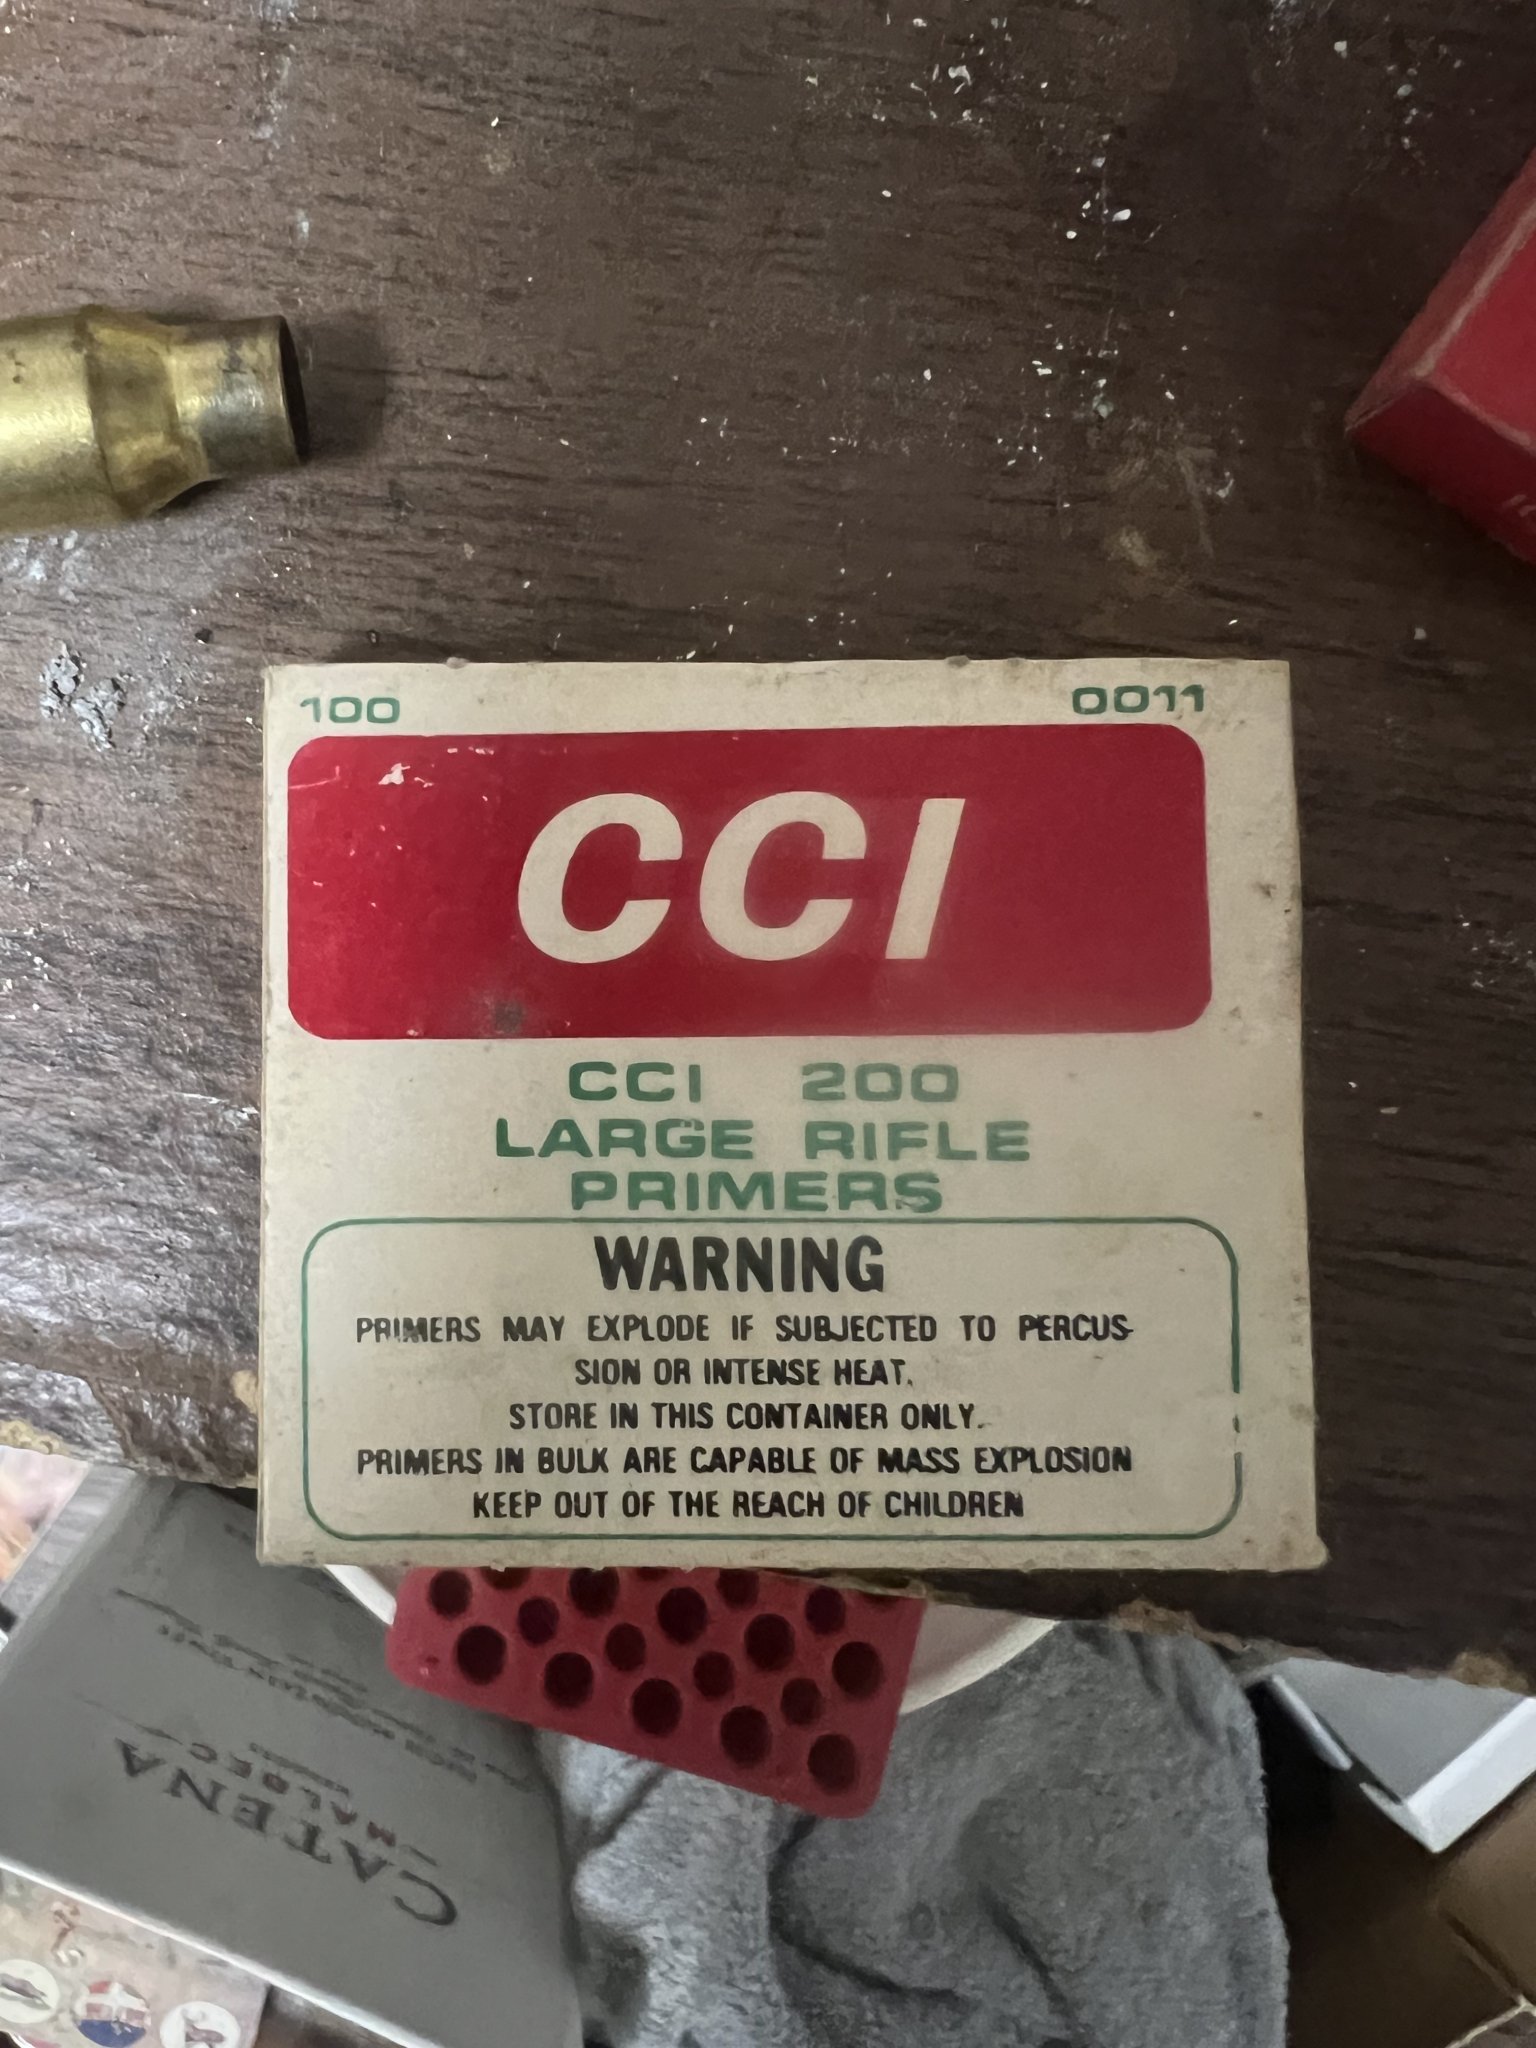 100 0011
CCI
CCI 200
LARGE RIFLE
PRIMERS
WARNING
PRIMERS MAY EXPLODE IF SUBJECTED TO PERCUS-
SION OR INTENSE HEAT.
STORE IN THIS CONTAINER ONLY.
PRIMERS IN BULK ARE CAPABLE OF MASS EXPLOSION
KEEP OUT OF THE REACH OF CHILDREN
CATENA
MALBEC